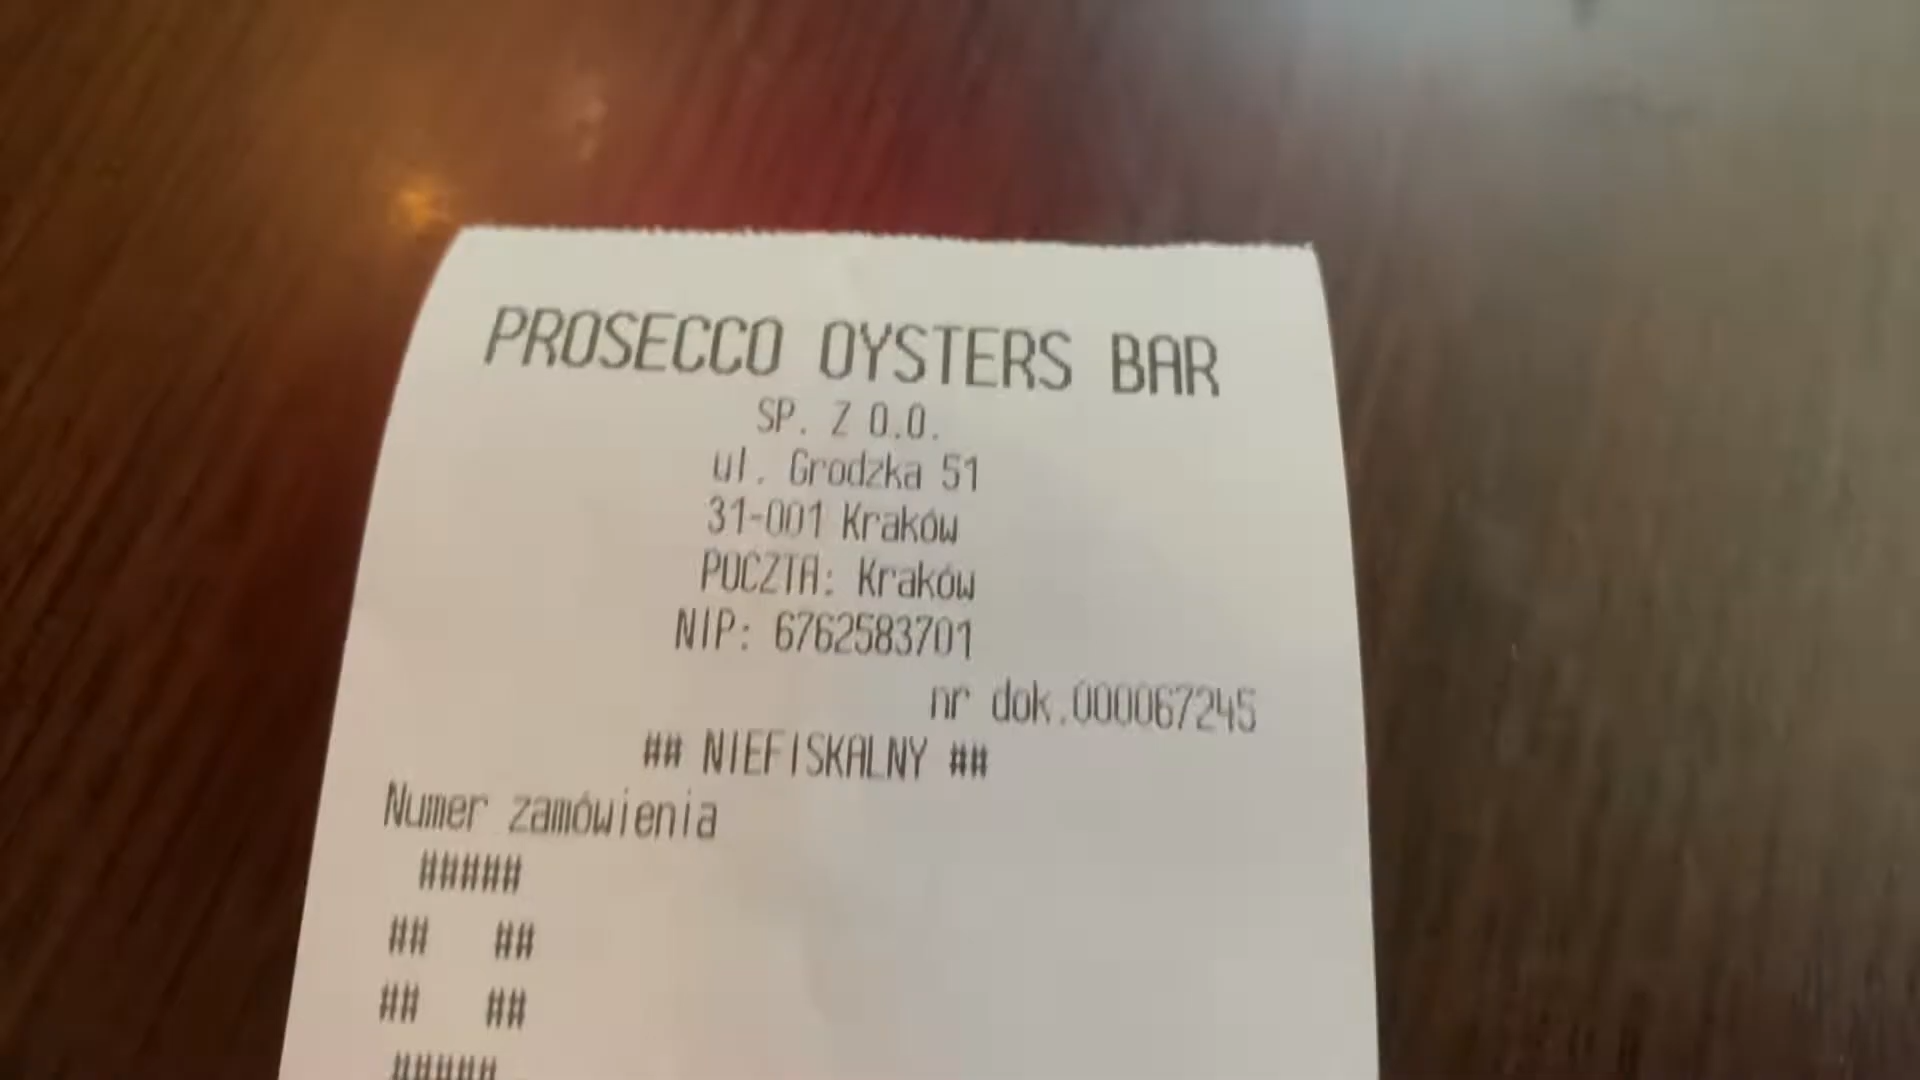 PROSECCO OYSTERS BAR
SP. Z O.O.
ul. Grodzka 51
31-001 Kraków
POCZTA: Kraków
NIP: 6762583701
nr dok.000067245
## NIEFISKALNY ##
Numer zamówienia
#####
## ##
## ##
#####